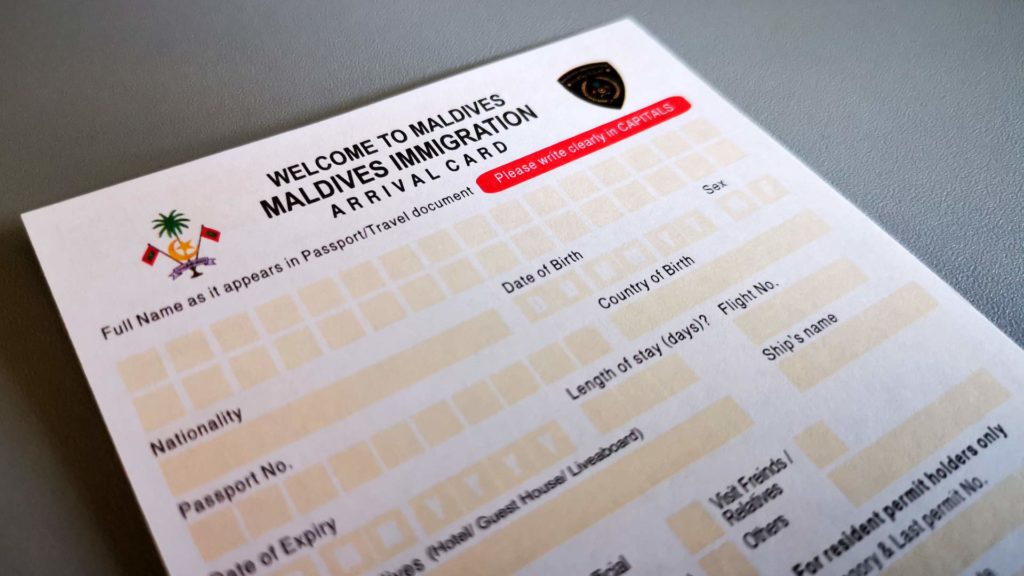 WELCOME TO MALDIVES
MALDIVES IMMIGRATION
ARRIVAL CARD
Full Name as it appears in Passport/Travel document
Please write clearly in CAPITALS
Date of Birth
Sex
D D M M Y Y
M F
Nationality
Country of Birth
Passport No.
Length of stay (days)?
Flight No.
Ship's name
Date of Expiry
Y Y Y Y
(Hotel/ Guest House/ Liveaboard)
Visit Freinds /
Relatives
Others
For resident permit holders only
& Last permit No.